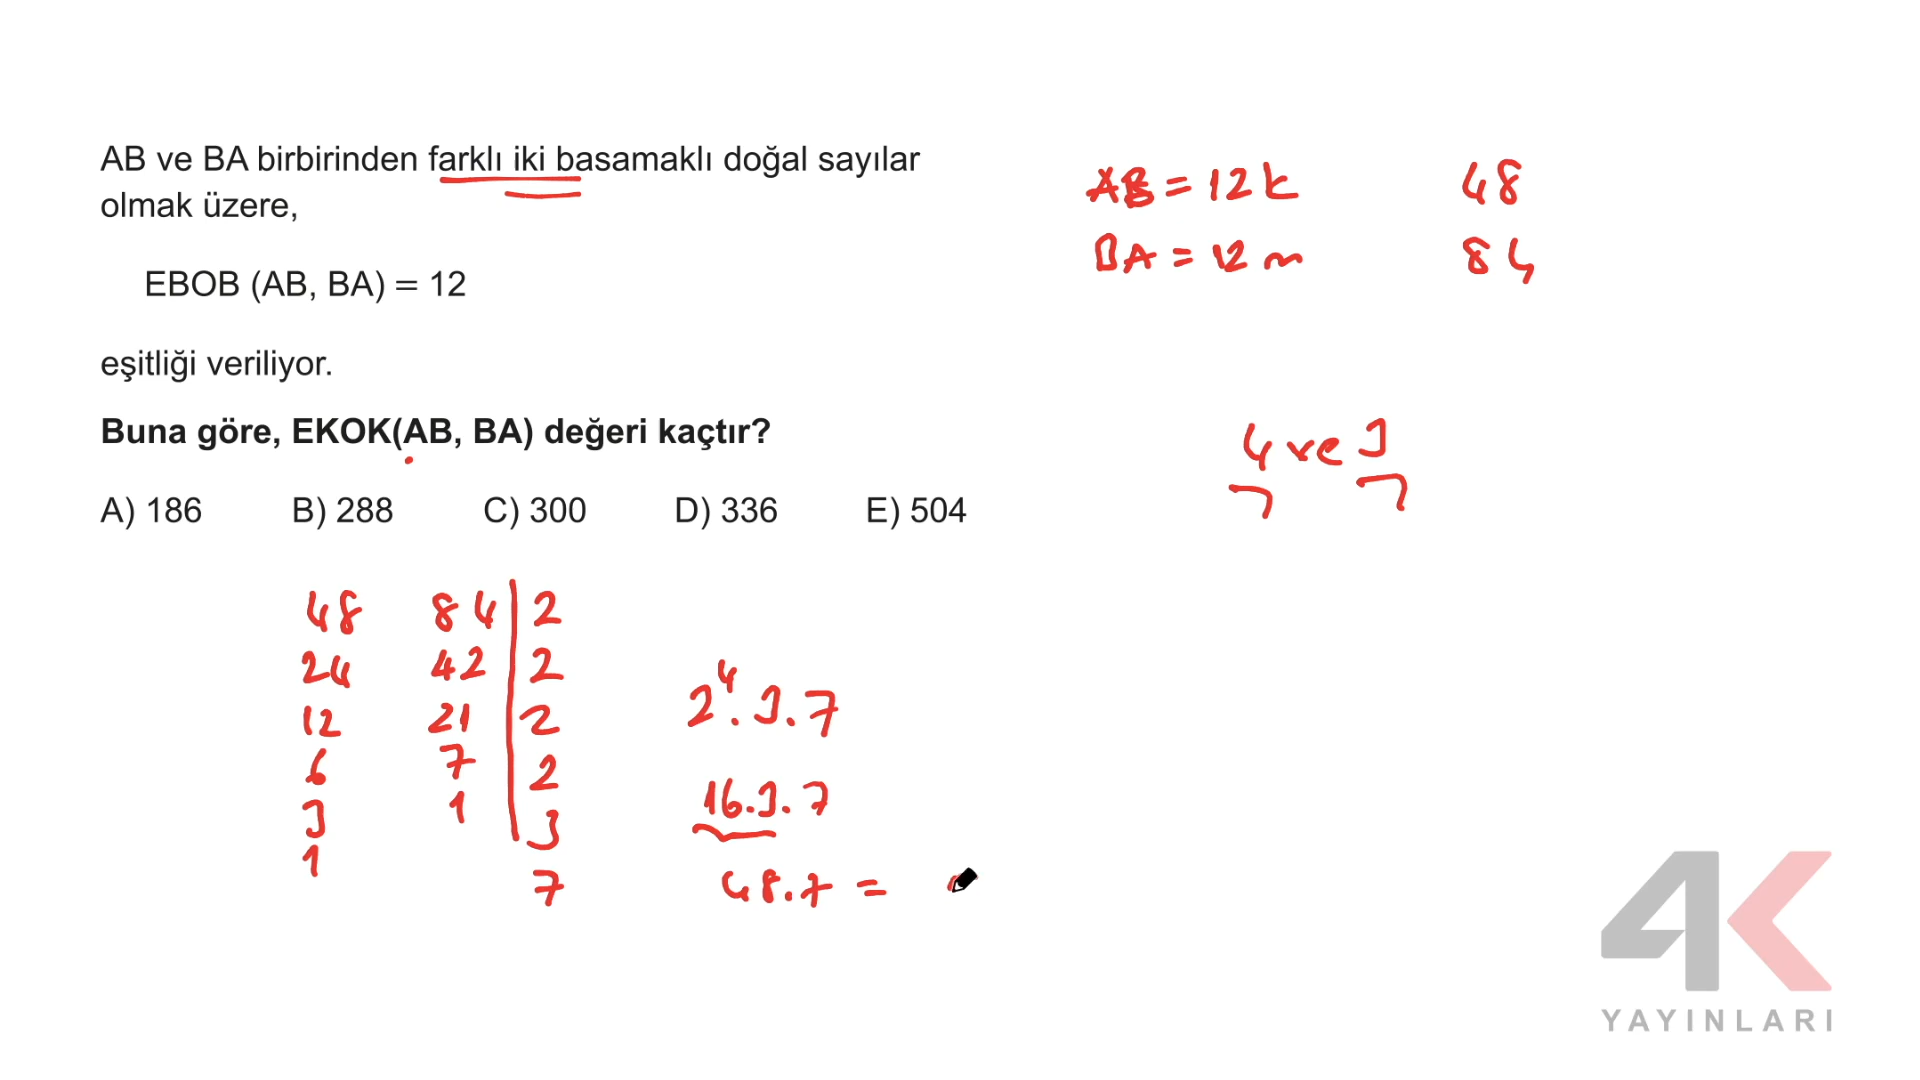 AB ve BA birbirinden farklı iki basamaklı doğal sayılar
olmak üzere,
EBOB (AB, BA) = 12
eşitliği veriliyor.
Buna göre, EKOK(AB, BA) değeri kaçtır?
A) 186 B) 288 C) 300 D) 336 E) 504
AB = 12k 48
BA = 12m 84
4 ve 3
48 84 2
24 42 2
12 21 2
6 7 2
3 1 3
1
7
2⁴.3.7
16.3.7
48.7 =
4K
YAYINLARI